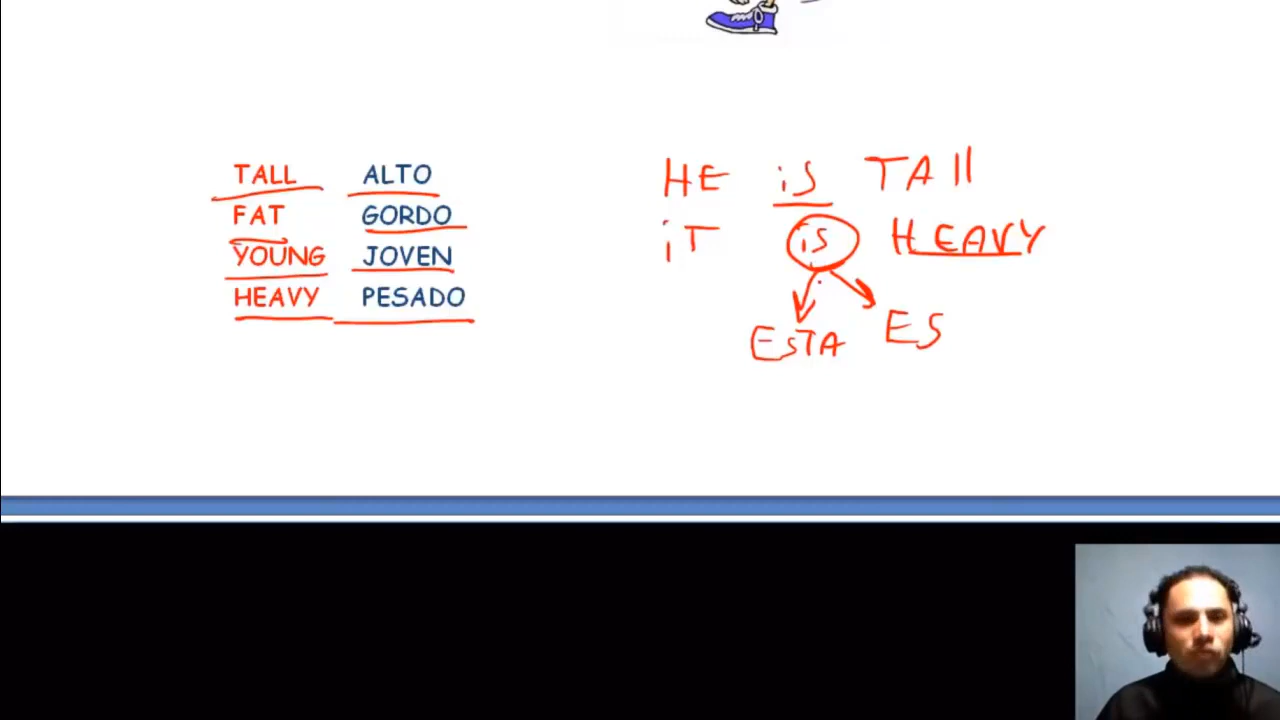 TALL ALTO
FAT GORDO
YOUNG JOVEN
HEAVY PESADO
HE iS TAll
iT iS HEAVY
ESTA ES